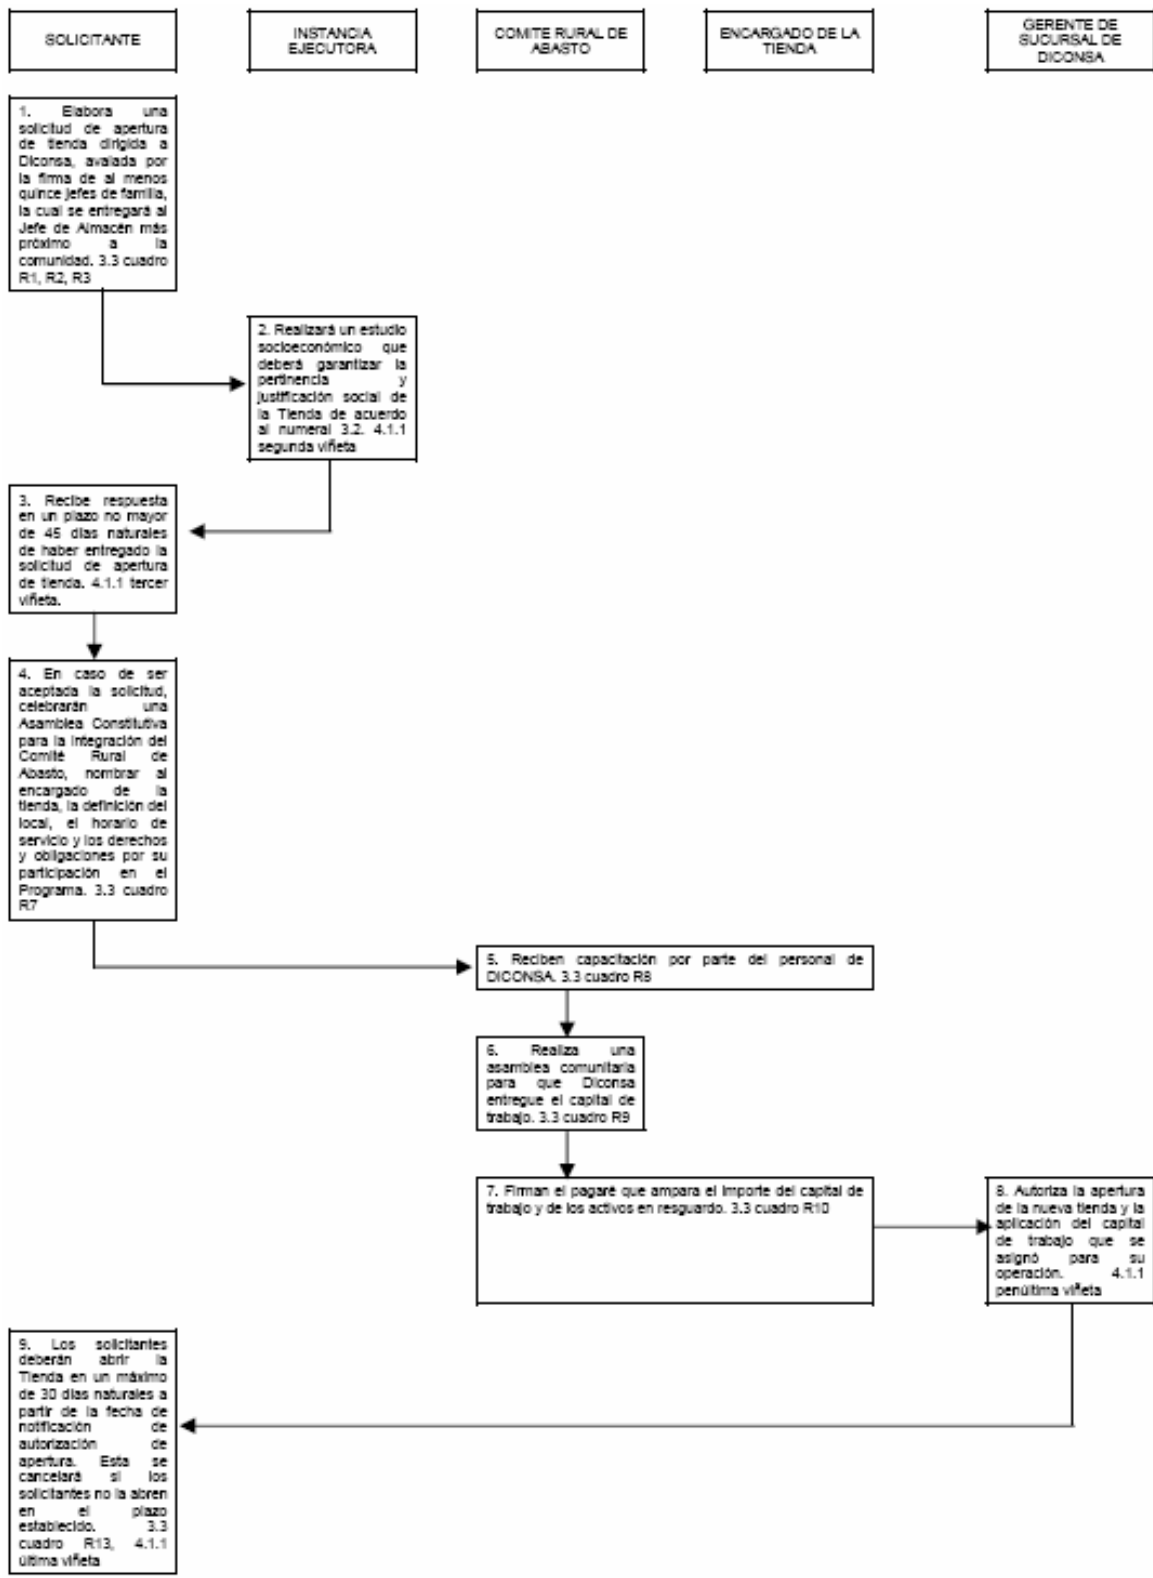 SOLICITANTE
INSTANCIA
EJECUTORA
COMITE RURAL DE
ABASTO
ENCARGADO DE LA
TIENDA
GERENTE DE
SUCURSAL DE
DICONSA
1. Elabora una
solicitud de apertura
de tienda dirigida a
Diconsa, avalada por
la firma de al menos
quince jefes de familia,
la cual se entregará al
Jefe de Almacén más
próximo a la
comunidad. 3.3 cuadro
R1, R2, R3
2. Realizará un estudio
socioeconómico que
deberá garantizar la
pertinencia y
justificación social de
la Tienda de acuerdo
al numeral 3.2. 4.1.1
segunda viñeta
3. Recibe respuesta
en un plazo no mayor
de 45 días naturales
de haber entregado la
solicitud de apertura
de tienda. 4.1.1 tercer
viñeta.
4. En caso de ser
aceptada la solicitud,
celebrarán una
Asamblea Constitutiva
para la integración del
Comité Rural de
Abasto, nombrar al
encargado de la
tienda, la definición del
local, el horario de
servicio y los derechos
y obligaciones por su
participación en el
Programa. 3.3 cuadro
R7
5. Reciben capacitación por parte del personal de
DICONSA. 3.3 cuadro R8
6. Realiza una
asamblea comunitaria
para que Diconsa
entregue el capital de
trabajo. 3.3 cuadro R9
7. Firman el pagaré que ampara el importe del capital de
trabajo y de los activos en resguardo. 3.3 cuadro R10
8. Autoriza la apertura
de la nueva tienda y la
aplicación del capital
de trabajo que se
asignó para su
operación. 4.1.1
penúltima viñeta
9. Los solicitantes
deberán abrir la
Tienda en un máximo
de 30 días naturales a
partir de la fecha de
notificación de
autorización de
apertura. Esta se
cancelará si los
solicitantes no la abren
en el plazo
establecido. 3.3
cuadro R13, 4.1.1
última viñeta